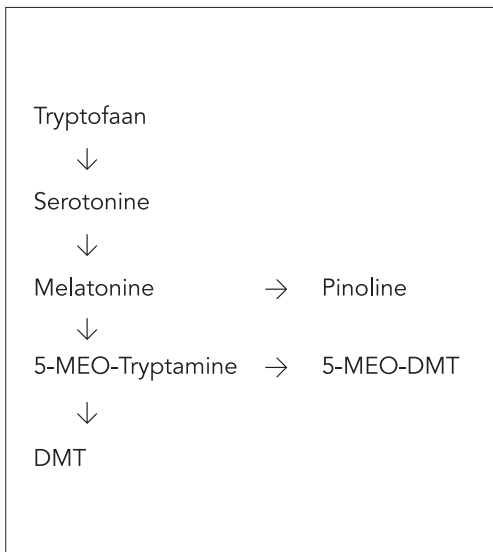 Tryptofaan
↓
Serotonine
↓
Melatonine → Pinoline
↓
5-MEO-Tryptamine → 5-MEO-DMT
↓
DMT